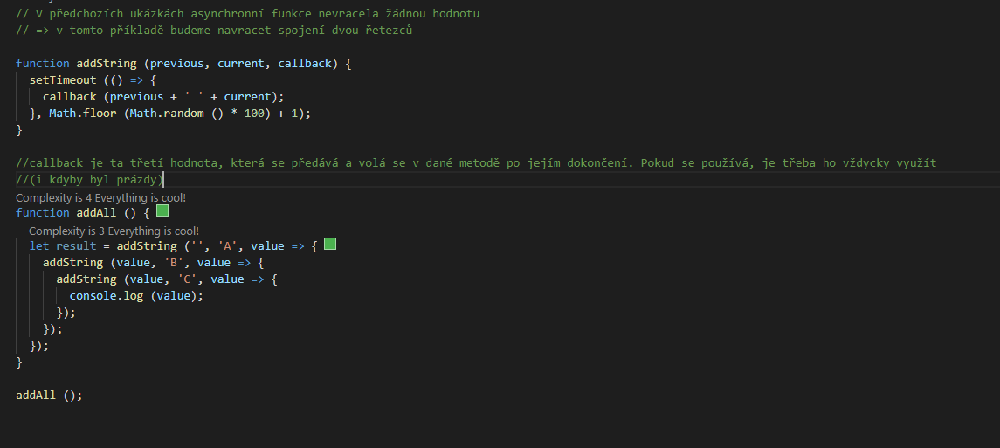 // V předchozích ukázkách asynchronní funkce nevracela žádnou hodnotu
// => v tomto příkladě budeme navracet spojení dvou řetezců
function addString (previous, current, callback) {
setTimeout (() => {
callback (previous + ' ' + current);
}, Math.floor (Math.random () * 100) + 1);
}
//callback je ta třetí hodnota, která se předává a volá se v dané metodě po jejím dokončení. Pokud se používá, je třeba ho vždycky využít
//(i kdyby byl prázdy)
Complexity is 4 Everything is cool!
function addAll () {
Complexity is 3 Everything is cool!
let result = addString ('', 'A', value => {
addString (value, 'B', value => {
addString (value, 'C', value => {
console.log (value);
});
});
});
}
addAll ();